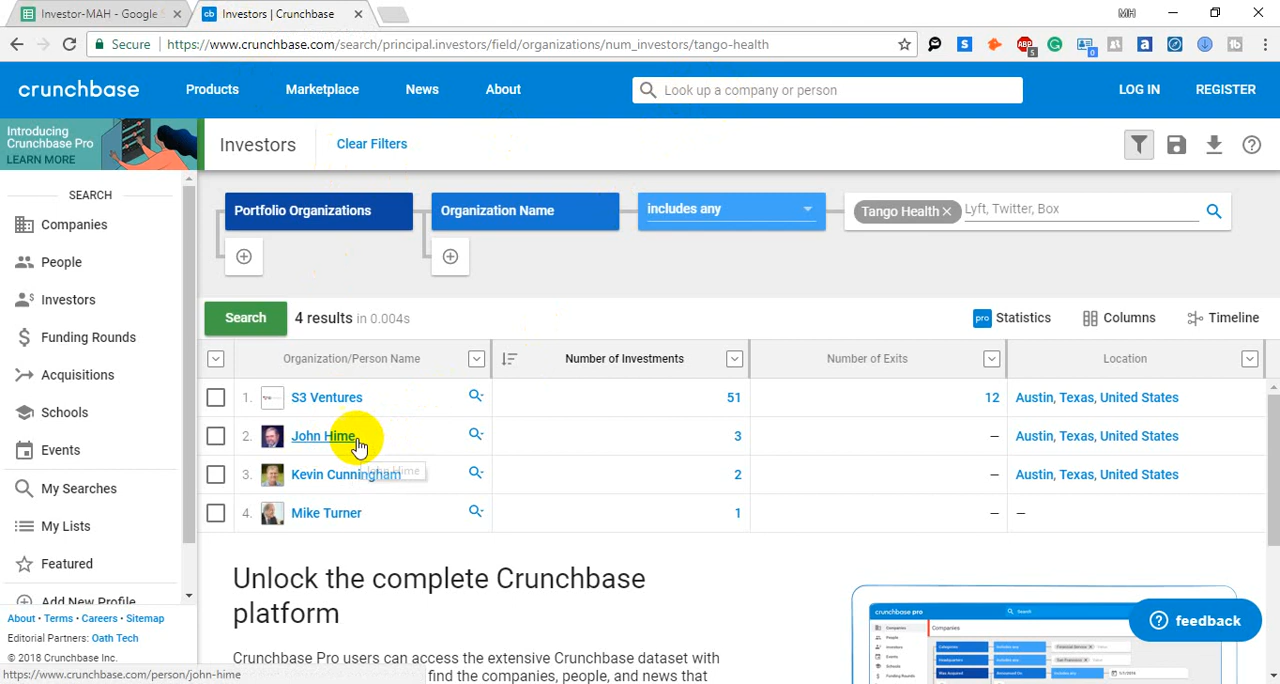 Investor-MAH - Google S
Investors | Crunchbase
MH
Secure
https://www.crunchbase.com/search/principal.investors/field/organizations/num_investors/tango-health
crunchbase
Products
Marketplace
News
About
Look up a company or person
LOG IN
REGISTER
Introducing
Crunchbase Pro
LEARN MORE
Investors
Clear Filters
SEARCH
Companies
People
Investors
Funding Rounds
Acquisitions
Schools
Events
My Searches
My Lists
Featured
Add New Profile
About • Terms • Careers • Sitemap
Editorial Partners: Oath Tech
© 2018 Crunchbase Inc.
Portfolio Organizations
Organization Name
includes any
Tango Health
Lyft, Twitter, Box
Search
4 results in 0.004s
pro Statistics
Columns
Timeline
Organization/Person Name
Number of Investments
Number of Exits
Location
1. S3 Ventures 51 12 Austin, Texas, United States
2. John Hime 3 – Austin, Texas, United States
John Hime
3. Kevin Cunningham 2 – Austin, Texas, United States
4. Mike Turner 1 – –
Unlock the complete Crunchbase
platform
Crunchbase Pro users can access the extensive Crunchbase dataset with
find the companies, people, and news that
crunchbase pro
Companies
feedback
https://www.crunchbase.com/person/john-hime